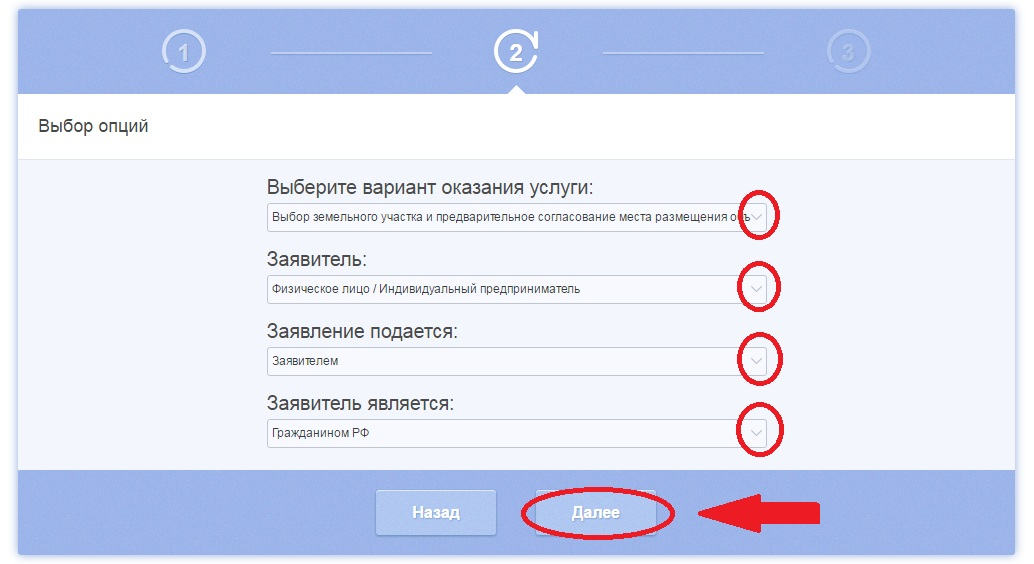 1
2
3
Выбор опций
Выберите вариант оказания услуги:
Выбор земельного участка и предварительное согласование места размещения объ
Заявитель:
Физическое лицо / Индивидуальный предприниматель
Заявление подается:
Заявителем
Заявитель является:
Гражданином РФ
Назад
Далее